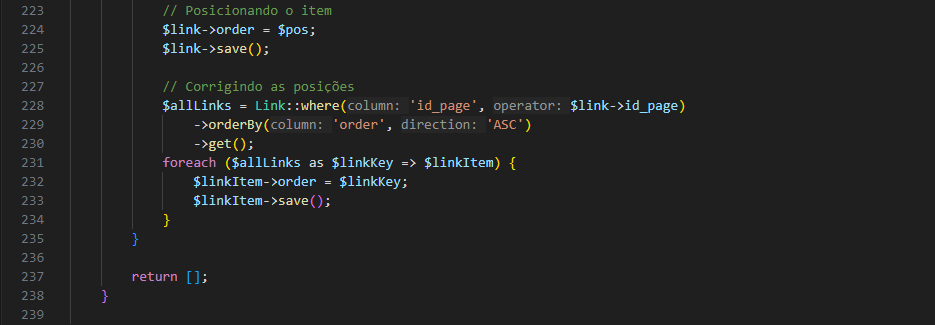 223 // Posicionando o item
224 $link->order = $pos;
225 $link->save();
226
227 // Corrigindo as posições
228 $allLinks = Link::where(column: 'id_page', operator: $link->id_page)
229 ->orderBy(column: 'order', direction: 'ASC')
230 ->get();
231 foreach ($allLinks as $linkKey => $linkItem) {
232 $linkItem->order = $linkKey;
233 $linkItem->save();
234 }
235 }
236
237 return [];
238 }
239